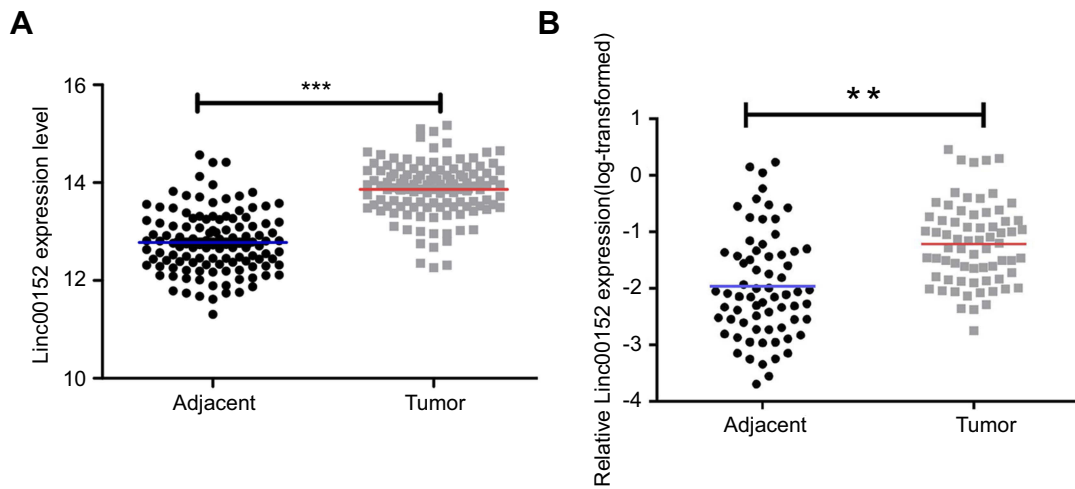 A
Linc00152 expression level
16
14
12
10
***
Adjacent
Tumor
B
Relative Linc00152 expression(log-transformed)
1
0
-1
-2
-3
-4
**
Adjacent
Tumor